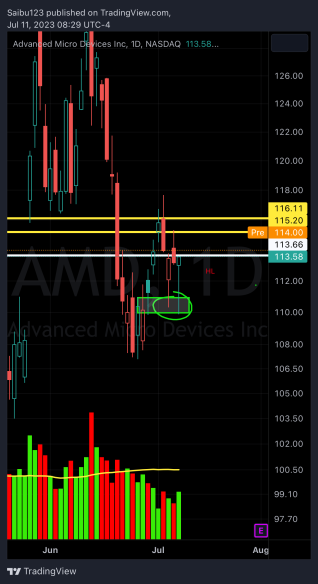 Saibu123 published on TradingView.com,
Jul 11, 2023 08:29 UTC-4
Advanced Micro Devices Inc, 1D, NASDAQ 113.58...
126.00
124.00
122.00
120.00
118.00
116.11
115.20
Pre 114.00
113.66
113.58
AMD, 1D
HL
112.00
110.00
Advanced Micro Devices Inc
108.00
106.50
105.00
103.50
102.00
100.50
99.10
E
97.70
Jun Jul Aug
TradingView